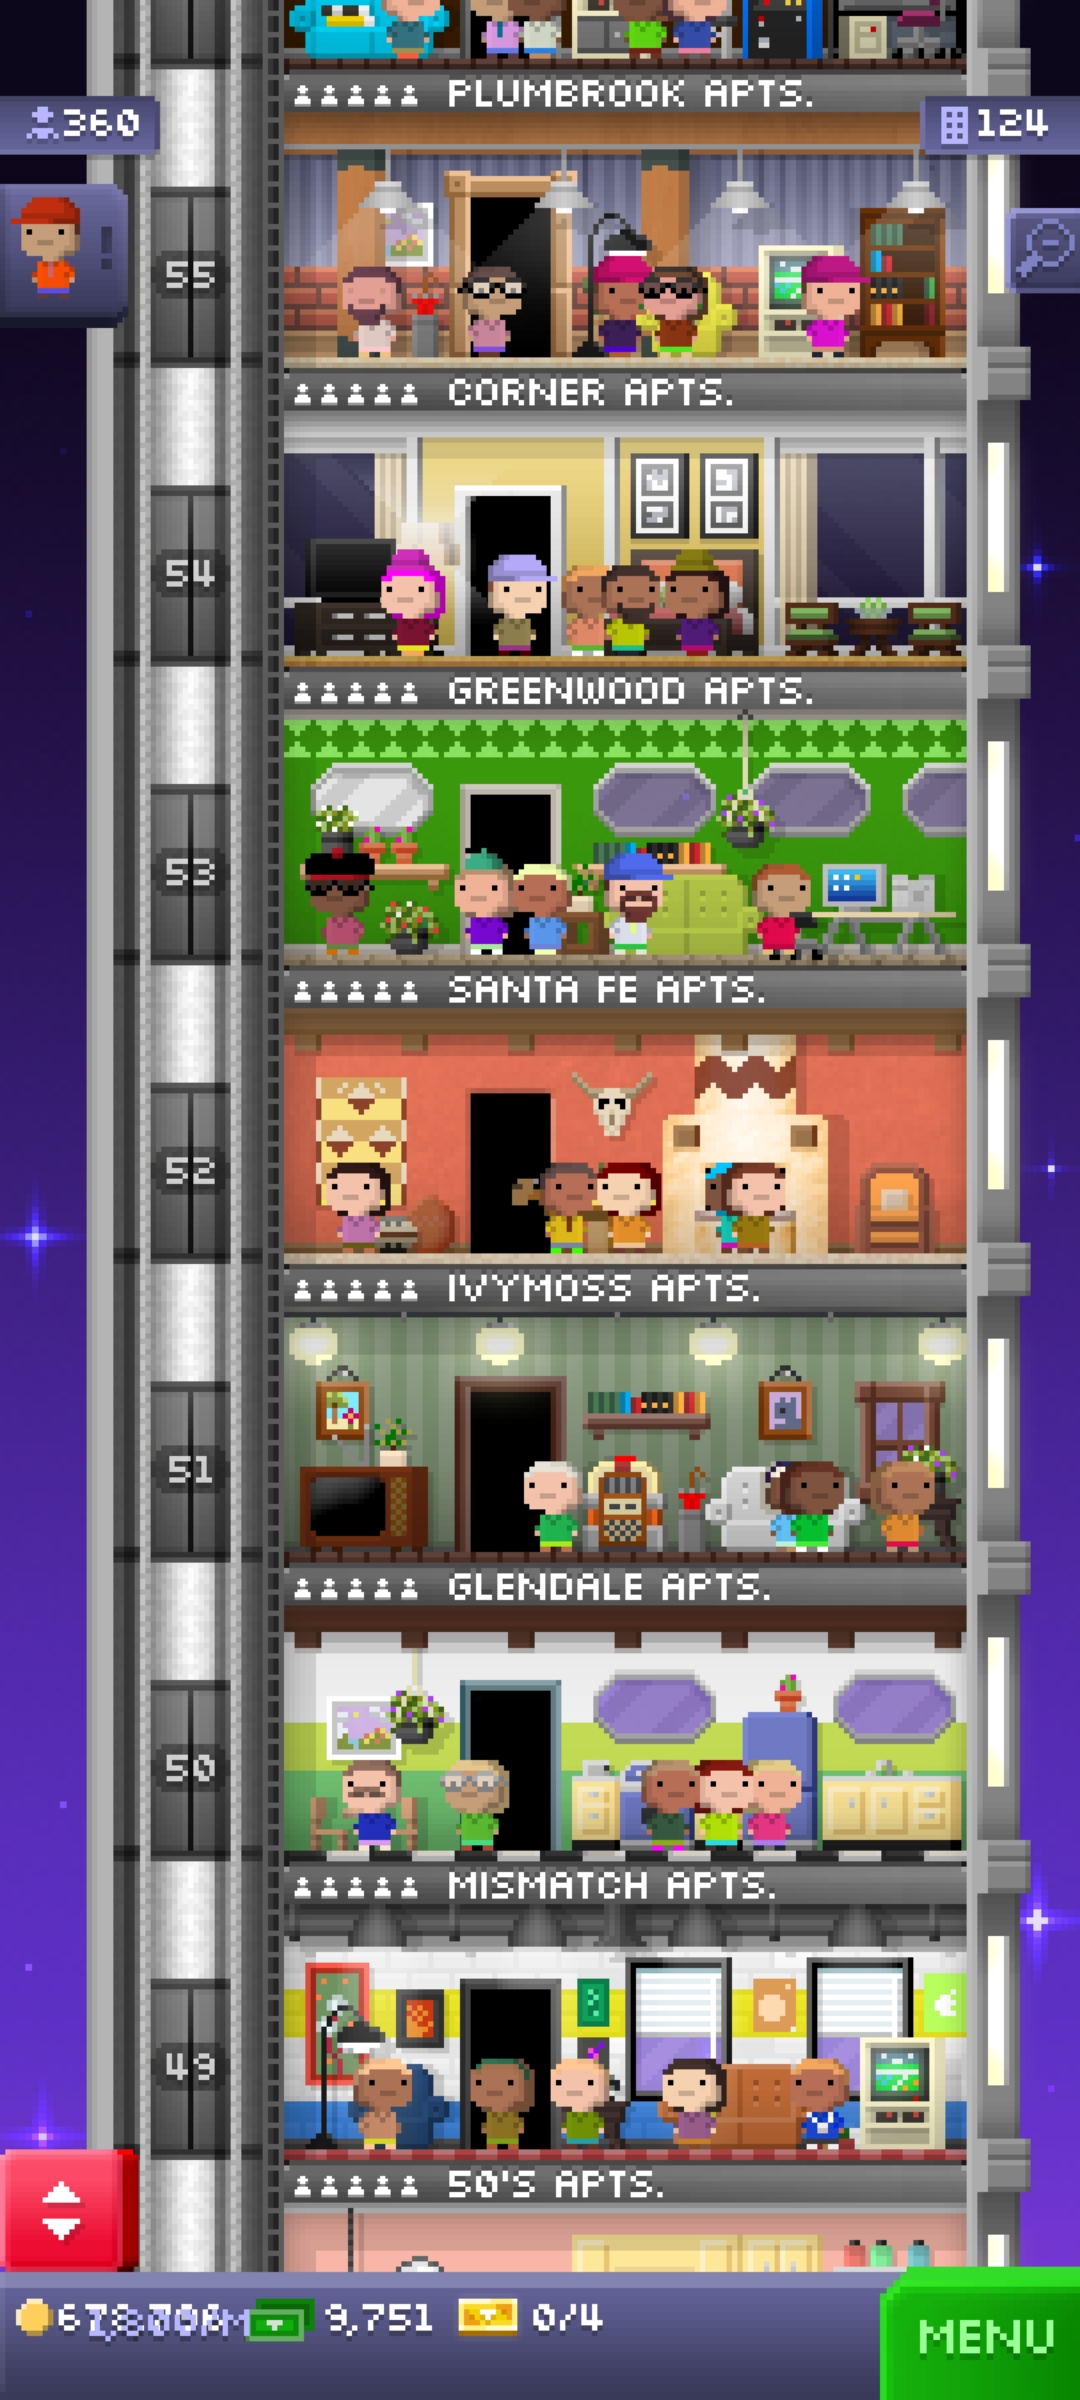 PLUMBROOK APTS.
360
124
!
55
CORNER APTS.
54
GREENWOOD APTS.
53
SANTA FE APTS.
52
IVYMOSS APTS.
51
GLENDALE APTS.
50
MISMATCH APTS.
49
50'S APTS.
9,751
0/4
MENU